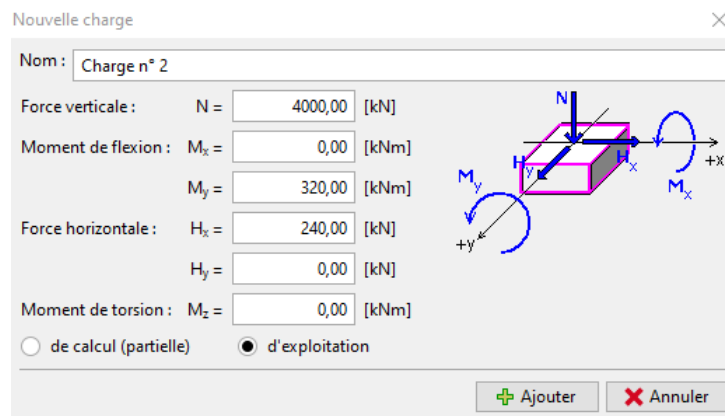 Nouvelle charge
Nom : Charge n° 2
Force verticale : N = 4000,00 [kN]
Moment de flexion : Mx = 0,00 [kNm]
My = 320,00 [kNm]
Force horizontale : Hx = 240,00 [kN]
Hy = 0,00 [kN]
Moment de torsion : Mz = 0,00 [kNm]
de calcul (partielle) d'exploitation
N
Hy Hx +x
My Mx
+y
Ajouter Annuler